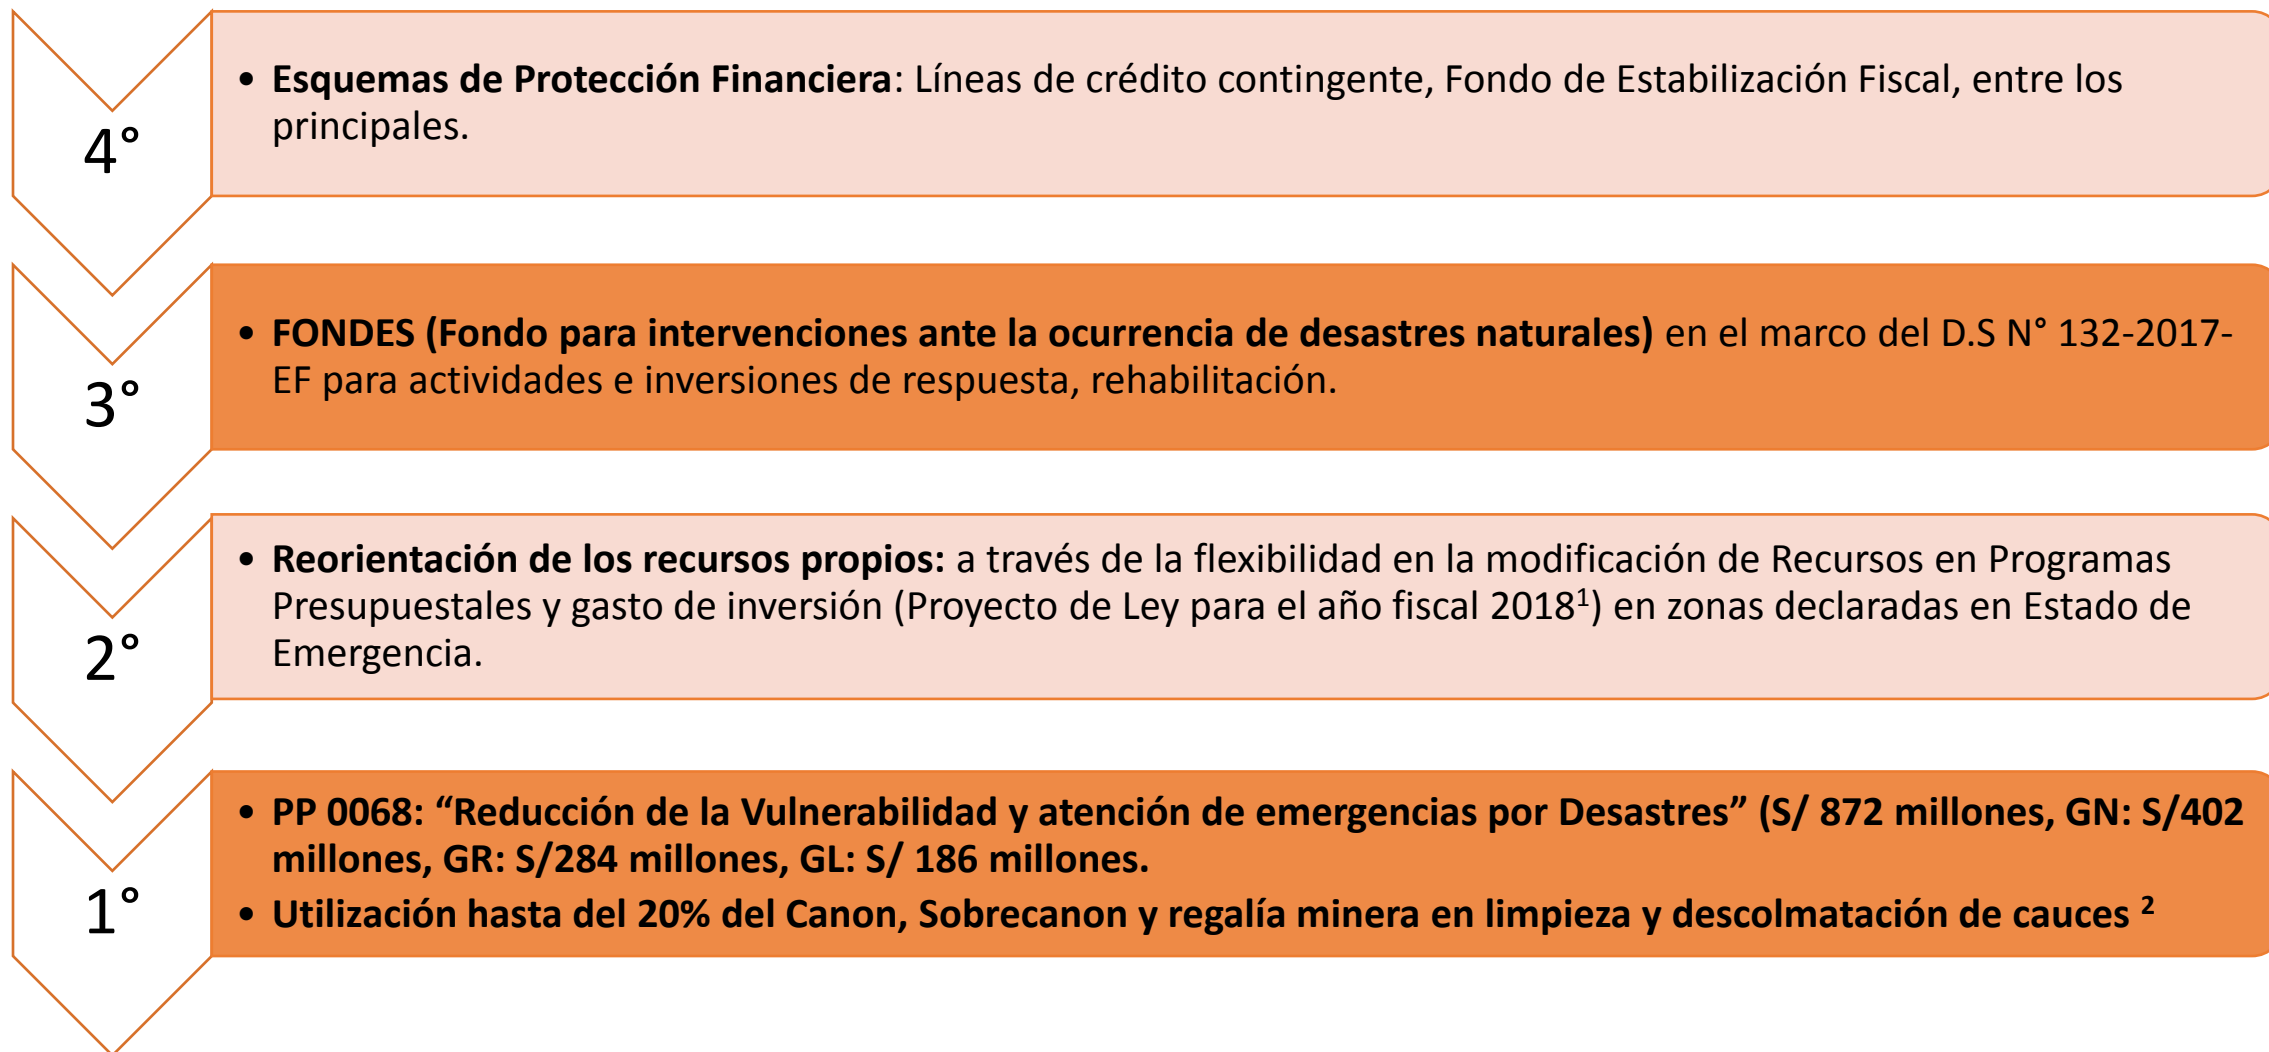 4°
• Esquemas de Protección Financiera: Líneas de crédito contingente, Fondo de Estabilización Fiscal, entre los
principales.
3°
• FONDES (Fondo para intervenciones ante la ocurrencia de desastres naturales) en el marco del D.S N° 132-2017-
EF para actividades e inversiones de respuesta, rehabilitación.
2°
• Reorientación de los recursos propios: a través de la flexibilidad en la modificación de Recursos en Programas
Presupuestales y gasto de inversión (Proyecto de Ley para el año fiscal 2018¹) en zonas declaradas en Estado de
Emergencia.
1°
• PP 0068: “Reducción de la Vulnerabilidad y atención de emergencias por Desastres” (S/ 872 millones, GN: S/402
millones, GR: S/284 millones, GL: S/ 186 millones.
• Utilización hasta del 20% del Canon, Sobrecanon y regalía minera en limpieza y descolmatación de cauces ²